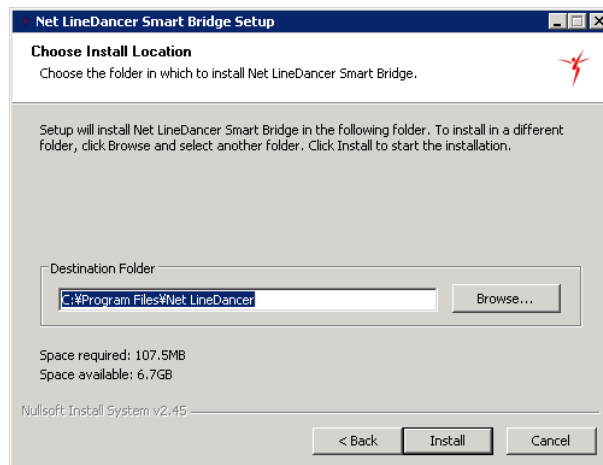 Net LineDancer Smart Bridge Setup
Choose Install Location
Choose the folder in which to install Net LineDancer Smart Bridge.
Setup will install Net LineDancer Smart Bridge in the following folder. To install in a different
folder, click Browse and select another folder. Click Install to start the installation.
Destination Folder
C:¥Program Files¥Net LineDancer
Browse...
Space required: 107.5MB
Space available: 6.7GB
Nullsoft Install System v2.45
< Back
Install
Cancel